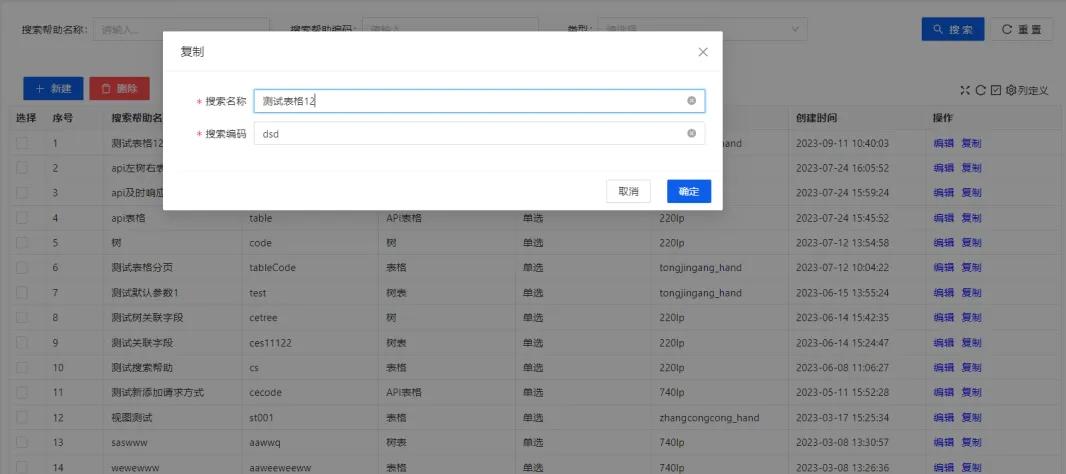 搜索帮助名称： 请输入... 搜索帮助编码： 请输入... 类型： 请选择 搜索 重置
复制
新建 删除
* 搜索名称 测试表格12
* 搜索编码 dsd
取消 确定
列定义
选择 序号 搜索帮助名 创建时间 操作
1 测试表格12 hand 2023-09-11 10:40:03 编辑 复制
2 api左树右表 2023-07-24 16:05:52 编辑 复制
3 api及时响应 2023-07-24 15:59:24 编辑 复制
4 api表格 table API表格 单选 220lp 2023-07-24 15:45:52 编辑 复制
5 树 code 树 单选 220lp 2023-07-12 13:54:58 编辑 复制
6 测试表格分页 tableCode 表格 单选 tongjingang_hand 2023-07-12 10:04:22 编辑 复制
7 测试默认参数1 test 树表 单选 tongjingang_hand 2023-06-15 13:55:24 编辑 复制
8 测试树关联字段 cetree 树 单选 220lp 2023-06-14 15:42:35 编辑 复制
9 测试关联字段 ces11122 树表 单选 220lp 2023-06-14 15:24:47 编辑 复制
10 测试搜索帮助 cs 表格 单选 220lp 2023-06-08 11:06:27 编辑 复制
11 测试新添加请求方式 cecode API表格 单选 740lp 2023-05-11 15:52:28 编辑 复制
12 视图测试 st001 表格 单选 zhangcongcong_hand 2023-03-17 15:25:34 编辑 复制
13 saswww aawwq 树表 单选 740lp 2023-03-08 13:30:57 编辑 复制
14 wewewww aaweeweeww 表格 单选 740lp 2023-03-08 13:26:36 编辑 复制